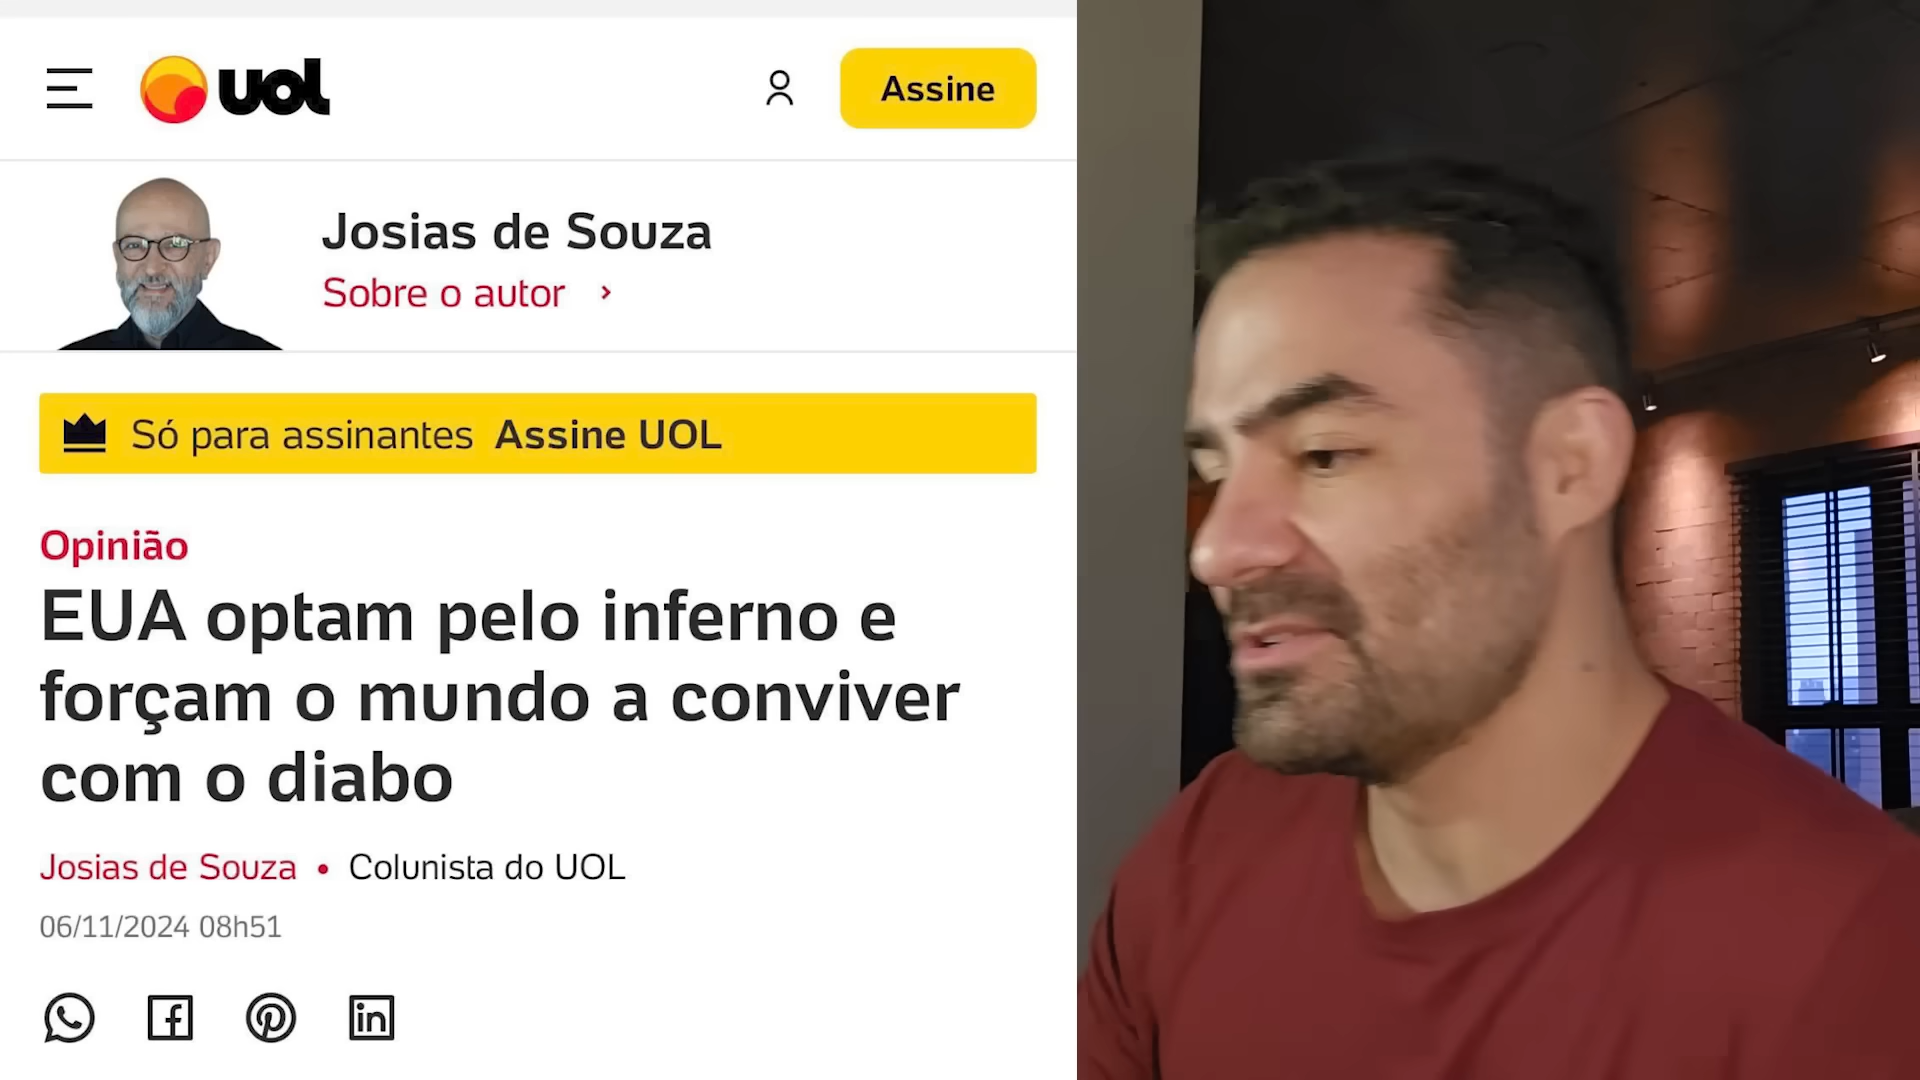 uol
Assine
Josias de Souza
Sobre o autor >
Só para assinantes Assine UOL
Opinião
EUA optam pelo inferno e
forçam o mundo a conviver
com o diabo
Josias de Souza • Colunista do UOL
06/11/2024 08h51